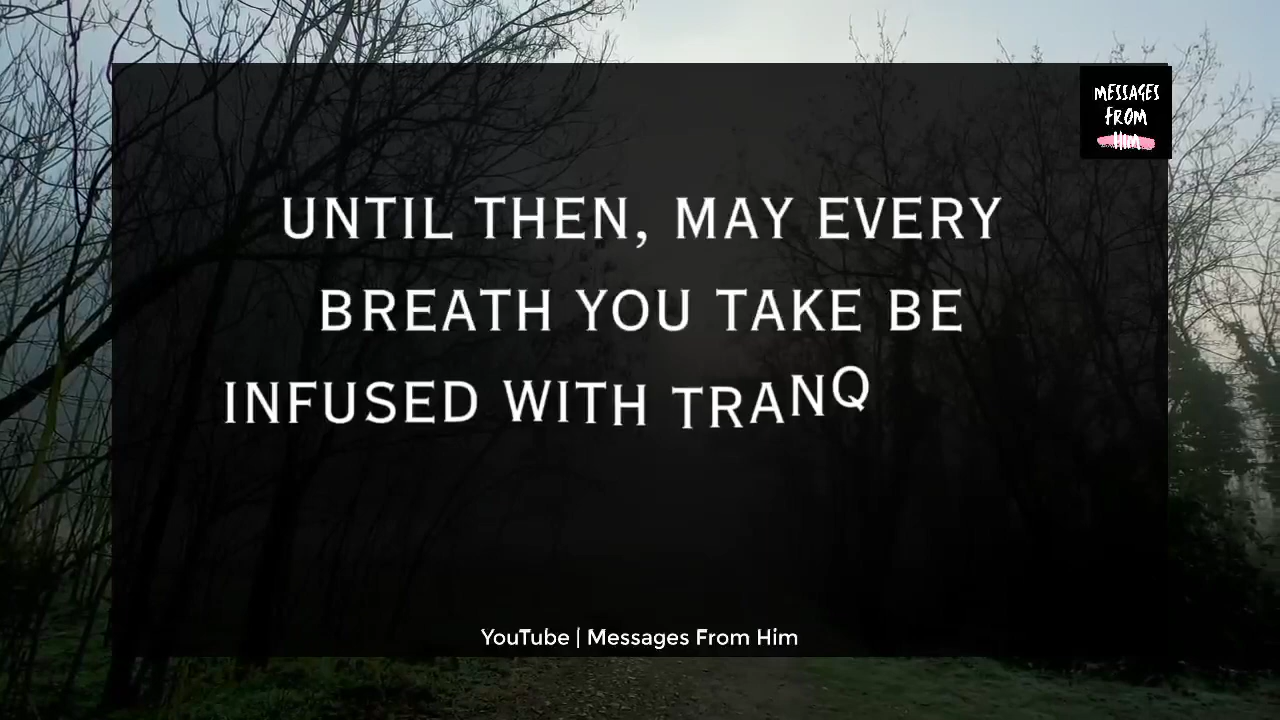 MESSAGES
FROM
HIM
UNTIL THEN, MAY EVERY
BREATH YOU TAKE BE
INFUSED WITH TRANQ
YouTube | Messages From Him